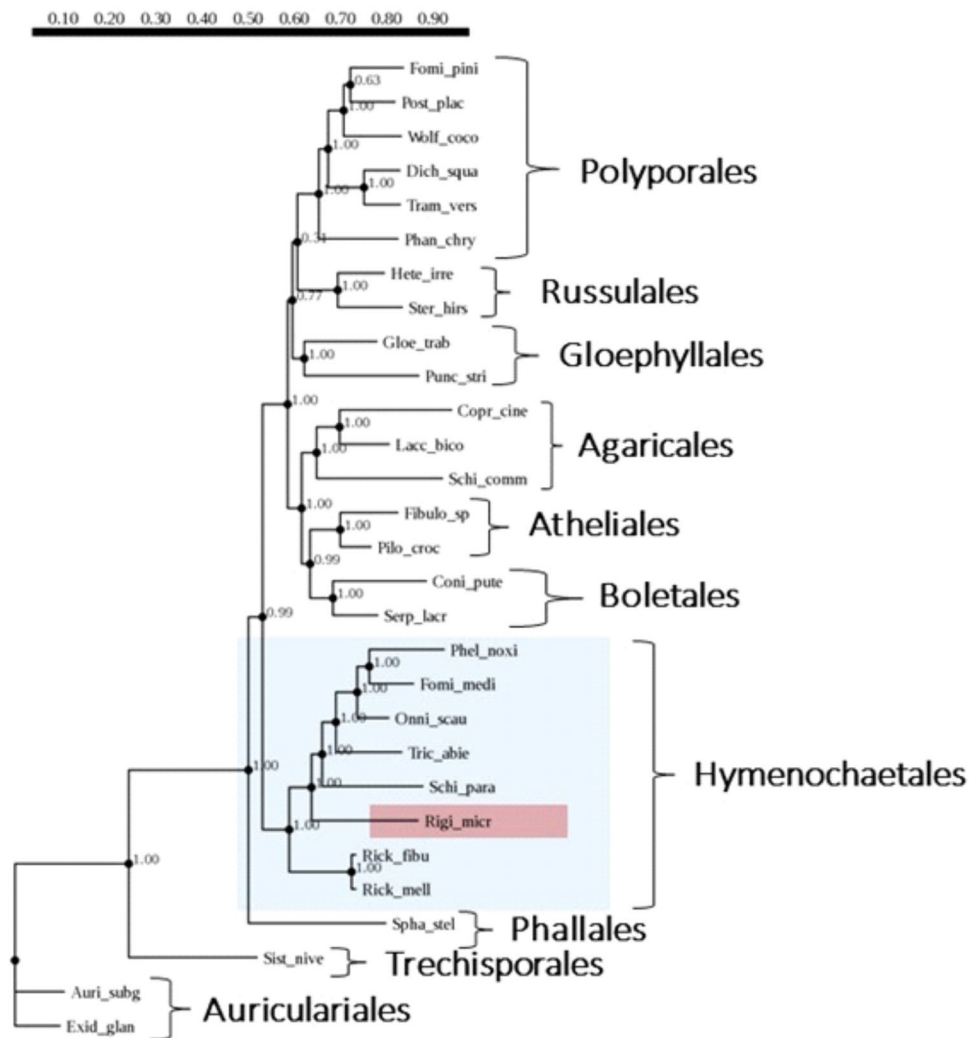 0.10 0.20 0.30 0.40 0.50 0.60 0.70 0.80 0.90
Fomi_pini
0.63
Post_plac
1.00
Wolf_coco
1.00
Polyporales
Dich_squa
1.00
1.00
Tram_vers
Phan_chry
0.31
Hete_irre
1.00
Russulales
0.77
Ster_hirs
Gloe_trab
1.00
Gloephyllales
Punc_stri
1.00
Copr_cine
1.00
Lacc_bico
Agaricales
1.00
Schi_comm
1.00
Fibulo_sp
1.00
Atheliales
Pilo_croc
0.99
Coni_pute
1.00
Boletales
Serp_lacr
0.99
Phel_noxi
1.00
Fomi_medi
1.00
Onni_scau
1.00
Tric_abie
1.00
1.00
Hymenochaetales
Schi_para
1.00
Rigi_micr
1.00
Rick_fibu
1.00
Rick_mell
1.00
Spha_stel
Phallales
Sist_nive
Trechisporales
Auri_subg
Auriculariales
Exid_glan